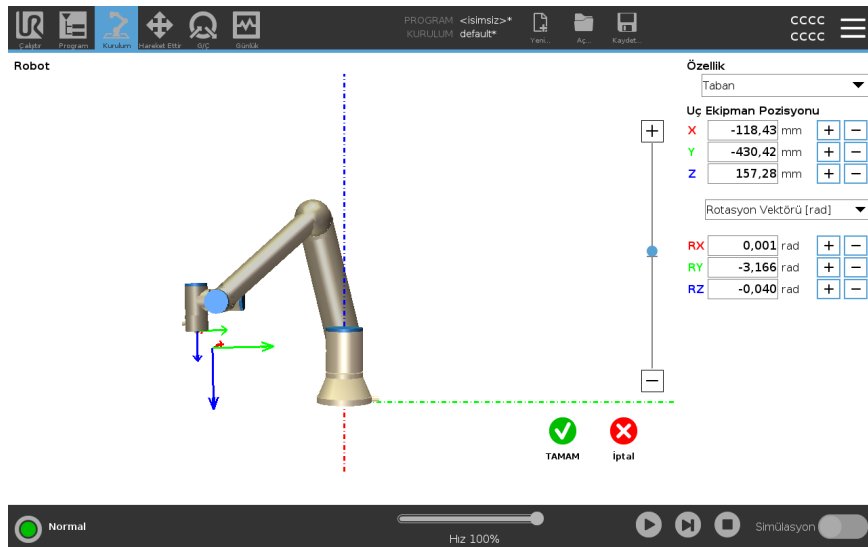 UR
PROGRAM <isimsiz>*
KURULUM default*
cccc
cccc
Çalıştır Program Kurulum Hareket Ettir G/Ç Günlük Yeni... Aç... Kaydet...
Robot
Özellik
Taban
Uç Ekipman Pozisyonu
X -118,43 mm + −
Y -430,42 mm + −
Z 157,28 mm + −
Rotasyon Vektörü [rad]
RX 0,001 rad + −
RY -3,166 rad + −
RZ -0,040 rad + −
TAMAM İptal
Normal
Hız 100%
Simülasyon